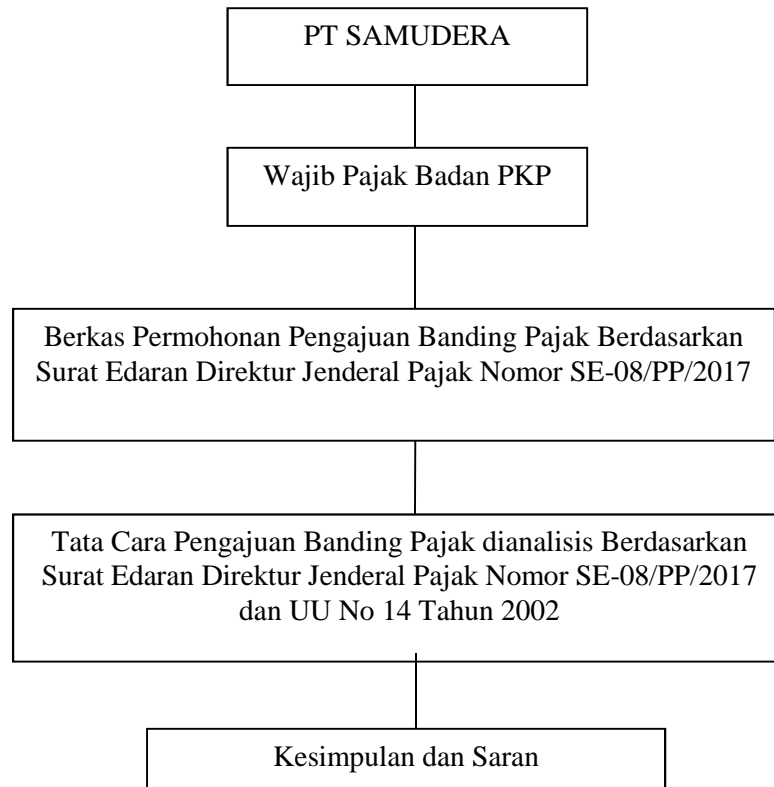 PT SAMUDERA
Wajib Pajak Badan PKP
Berkas Permohonan Pengajuan Banding Pajak Berdasarkan
Surat Edaran Direktur Jenderal Pajak Nomor SE-08/PP/2017
Tata Cara Pengajuan Banding Pajak dianalisis Berdasarkan
Surat Edaran Direktur Jenderal Pajak Nomor SE-08/PP/2017
dan UU No 14 Tahun 2002
Kesimpulan dan Saran